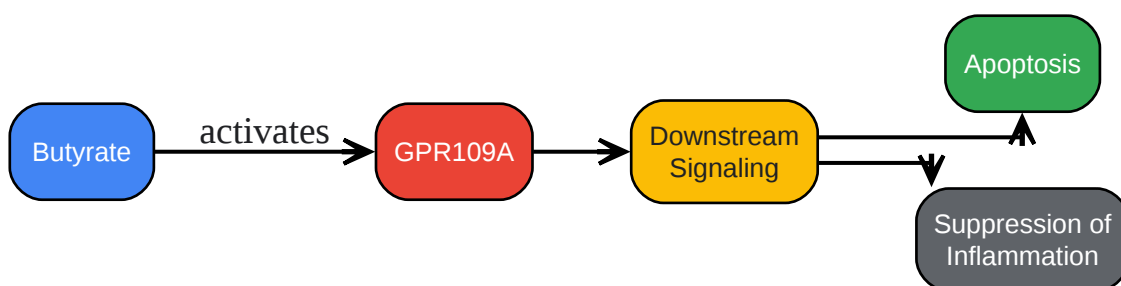 Butyrate
activates
GPR109A
Downstream
Signaling
Apoptosis
Suppression of
Inflammation